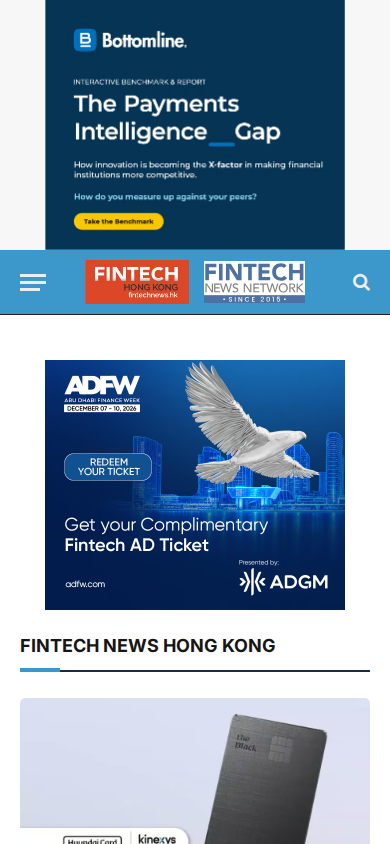 Bottomline.
INTERACTIVE BENCHMARK & REPORT
The Payments
Intelligence__Gap
How innovation is becoming the X-factor in making financial
institutions more competitive.
How do you measure up against your peers?
Take the Benchmark
FINTECH
HONG KONG
fintechnews.hk
FINTECH
NEWS NETWORK
• SINCE 2015 •
ADFW
ABU DHABI FINANCE WEEK
DECEMBER 07 - 10, 2026
REDEEM
YOUR TICKET
Get your Complimentary
Fintech AD Ticket
Presented by:
adfw.com
ADGM
FINTECH NEWS HONG KONG
the
Black
Hyundai Card
kinexys